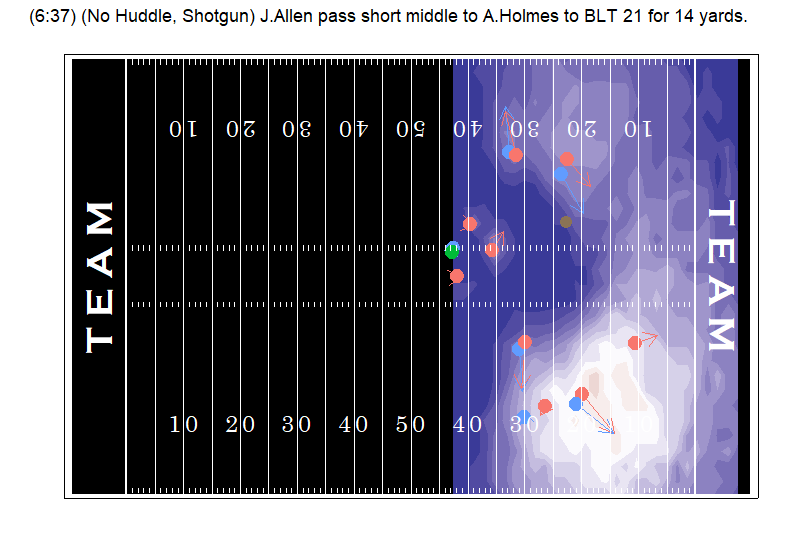 (6:37) (No Huddle, Shotgun) J.Allen pass short middle to A.Holmes to BLT 21 for 14 yards.
10 20 30 40 50 40 30 20 10
TEAM
TEAM
10 20 30 40 50 40 30